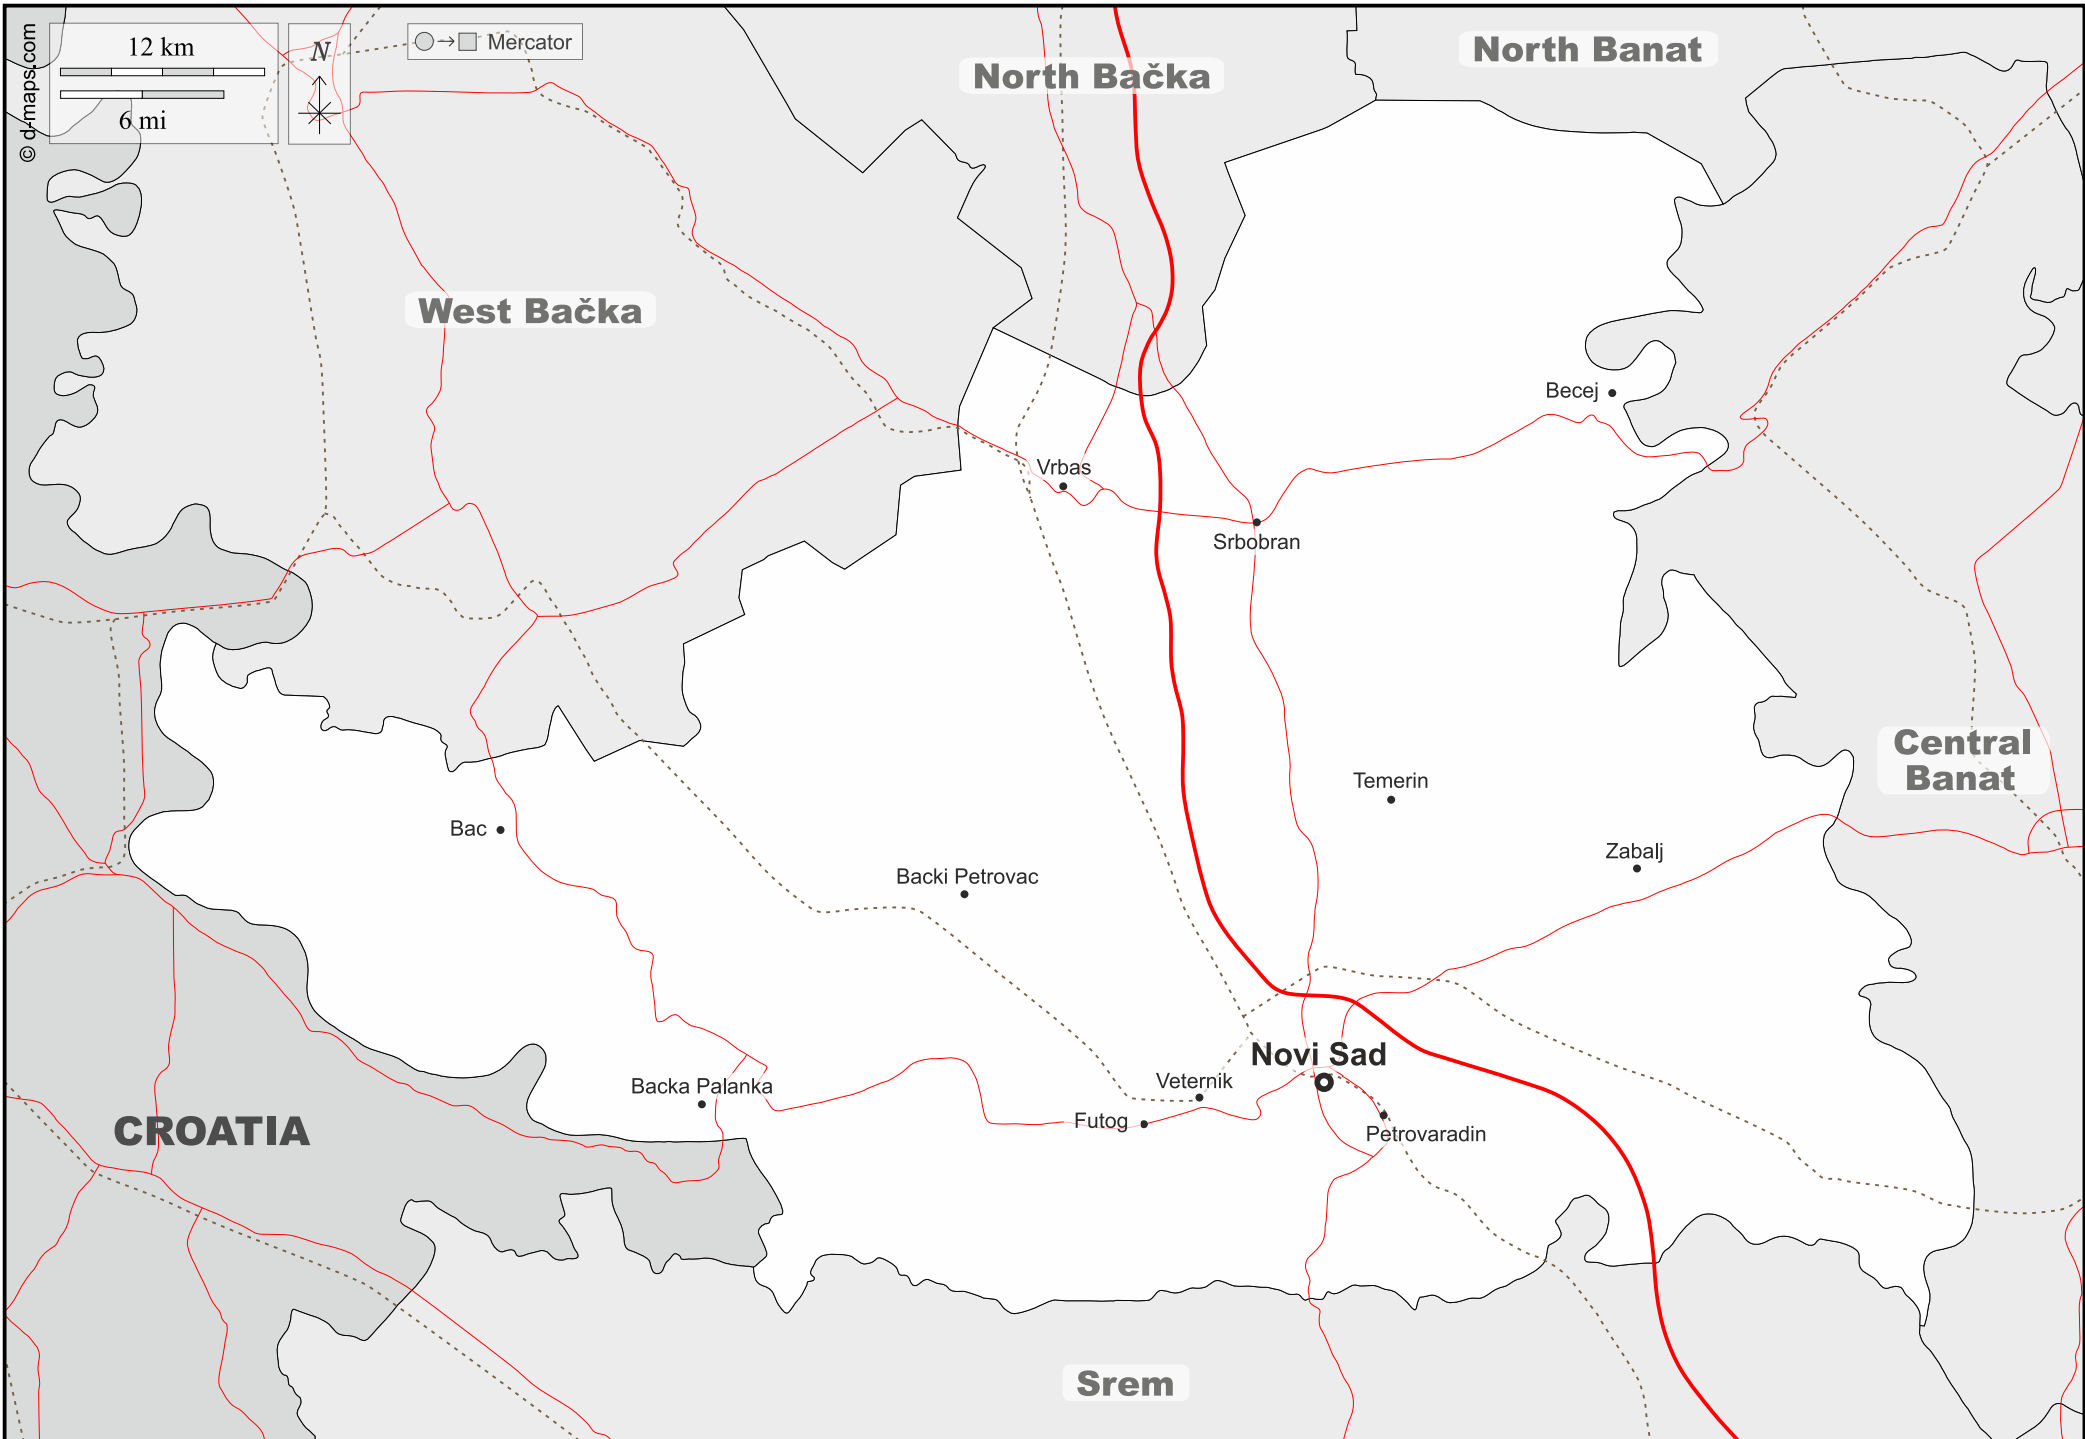 © d-maps.com
12 km
6 mi
N
Mercator
North Bačka
North Banat
West Bačka
Becej
Vrbas
Srbobran
Central
Banat
Temerin
Bac
Zabalj
Backi Petrovac
Novi Sad
Backa Palanka
Veternik
Futog
CROATIA
Petrovaradin
Srem